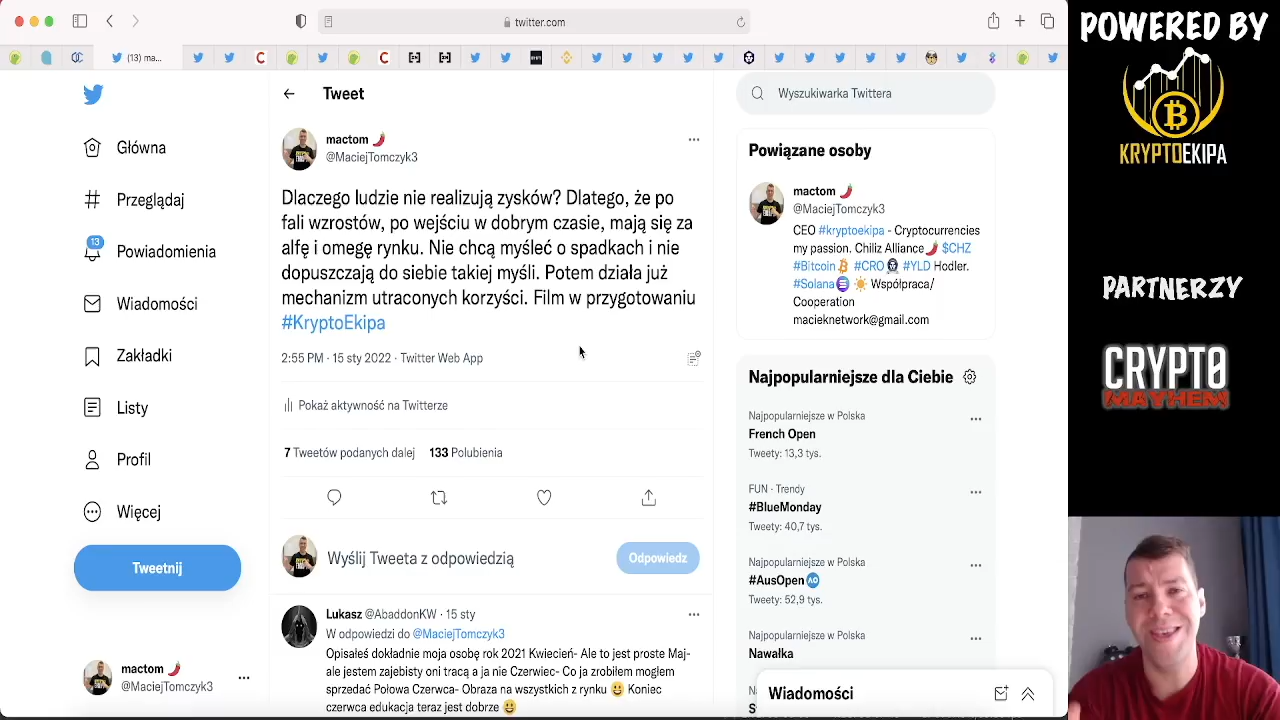 twitter.com
(13) ma...
Tweet
Wyszukiwarka Twittera
Główna
Przeglądaj
13
Powiadomienia
Wiadomości
Zakładki
Listy
Profil
Więcej
Tweetnij
mactom
@MaciejTomczyk3
mactom
@MaciejTomczyk3
Dlaczego ludzie nie realizują zysków? Dlatego, że po
fali wzrostów, po wejściu w dobrym czasie, mają się za
alfę i omegę rynku. Nie chcą myśleć o spadkach i nie
dopuszczają do siebie takiej myśli. Potem działa już
mechanizm utraconych korzyści. Film w przygotowaniu
#KryptoEkipa
2:55 PM · 15 sty 2022 · Twitter Web App
Pokaż aktywność na Twitterze
7 Tweetów podanych dalej 133 Polubienia
Wyślij Tweeta z odpowiedzią
Odpowiedz
Lukasz @AbaddonKW · 15 sty
W odpowiedzi do @MaciejTomczyk3
Opisałeś dokładnie moja osobę rok 2021 Kwiecień- Ale to jest proste Maj-
ale jestem zajebisty oni tracą a ja nie Czerwiec- Co ja zrobiłem mogłem
sprzedać Połowa Czerwca- Obraza na wszystkich z rynku Koniec
czerwca edukacja teraz jest dobrze
Powiązane osoby
mactom
@MaciejTomczyk3
CEO #kryptoekipa - Cryptocurrencies
my passion. Chiliz Alliance $CHZ
#Bitcoin #CRO #YLD Hodler.
#Solana Współpraca/
Cooperation
macieknetwork@gmail.com
Najpopularniejsze dla Ciebie
Najpopularniejsze w Polska
French Open
Tweety: 13,3 tys.
FUN · Trendy
#BlueMonday
Tweety: 40,7 tys.
Najpopularniejsze w Polska
#AusOpen AO
Tweety: 52,9 tys.
Najpopularniejsze w Polska
Nawałka
Wiadomości
POWERED BY
KRYPTOEKIPA
PARTNERZY
CRYPTO
MAYHEM